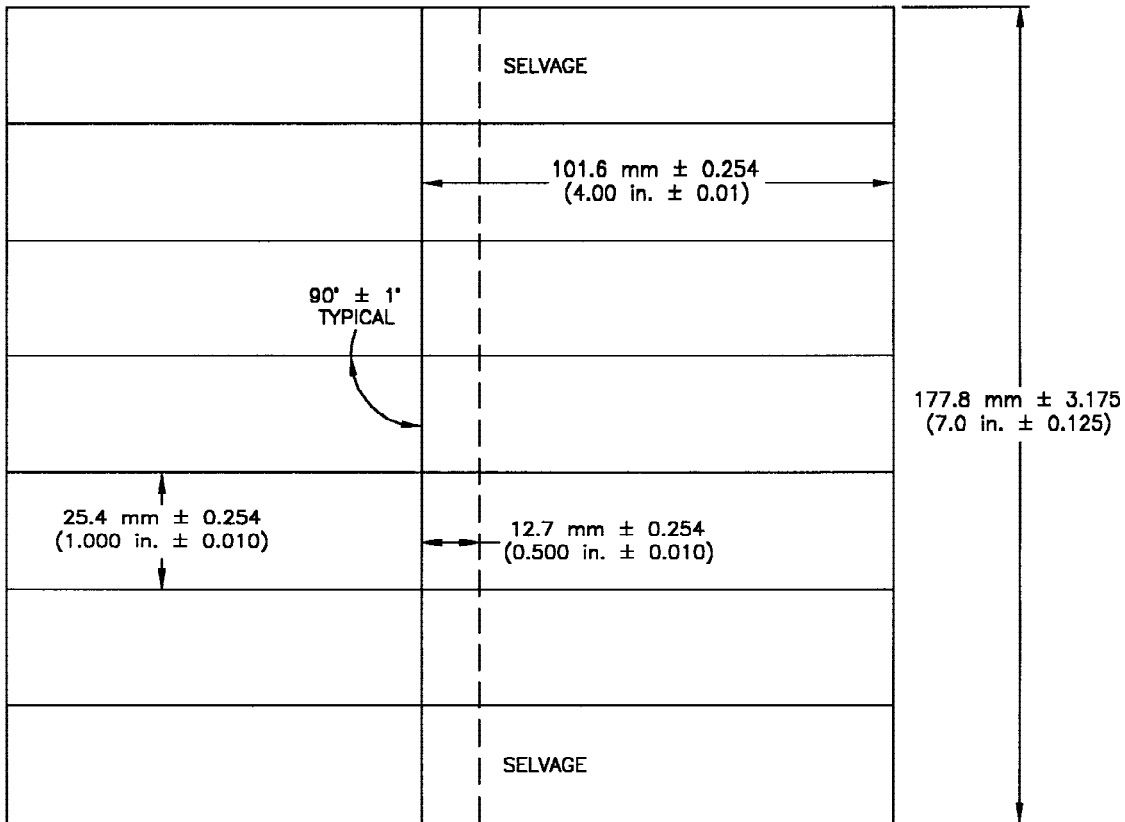 SELVAGE
101.6 mm ± 0.254
(4.00 in. ± 0.01)
90° ± 1°
TYPICAL
177.8 mm ± 3.175
(7.0 in. ± 0.125)
25.4 mm ± 0.254
(1.000 in. ± 0.010)
12.7 mm ± 0.254
(0.500 in. ± 0.010)
SELVAGE